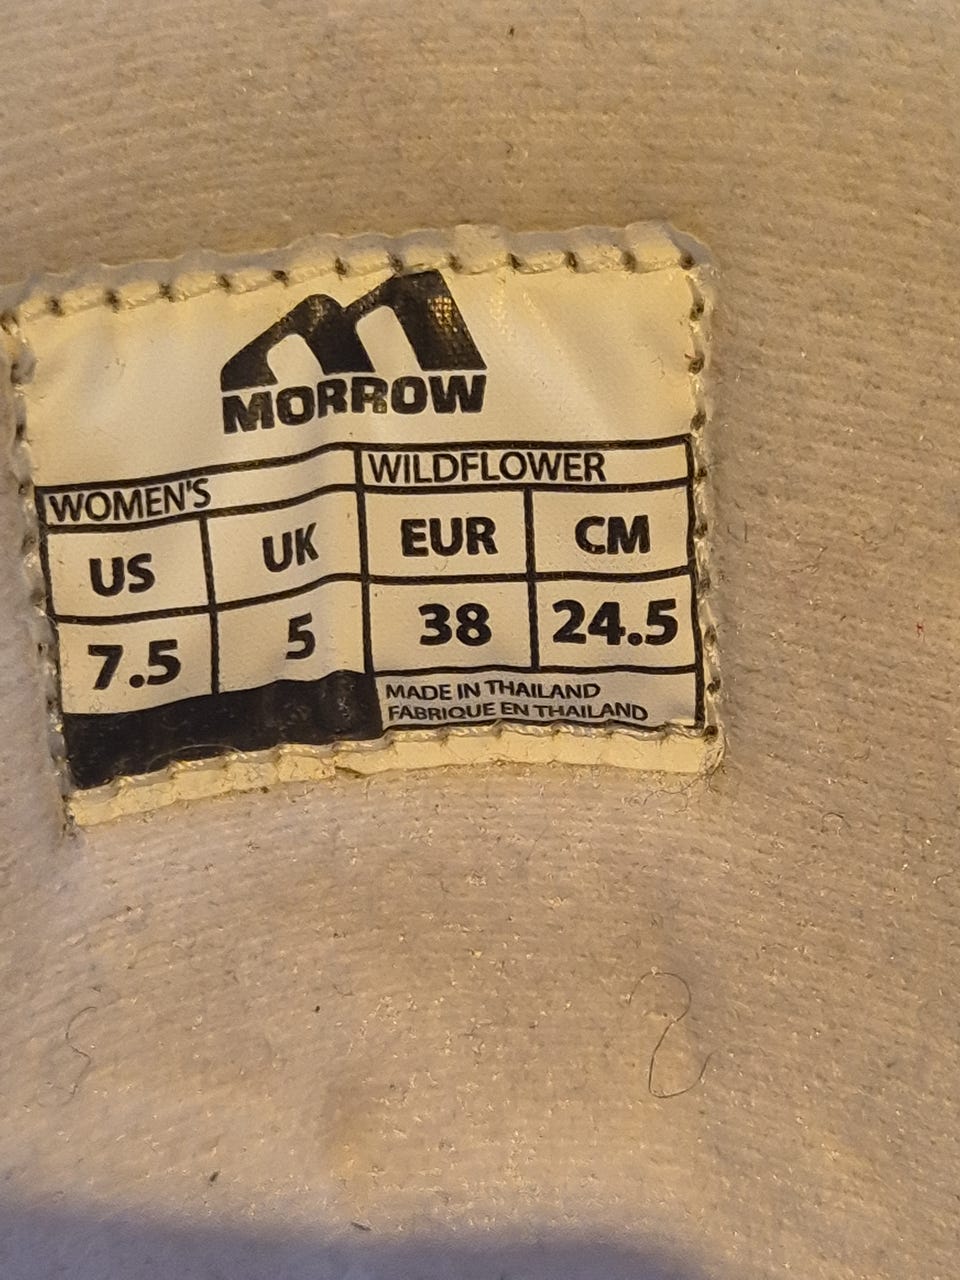 MORROW
WOMEN'S WILDFLOWER
US UK EUR CM
7.5 5 38 24.5
MADE IN THAILAND
FABRIQUE EN THAILAND